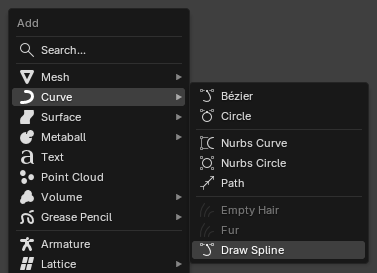 Add
Search...
Mesh
Curve
Surface
Metaball
Text
Point Cloud
Volume
Grease Pencil
Armature
Lattice
Bézier
Circle
Nurbs Curve
Nurbs Circle
Path
Empty Hair
Fur
Draw Spline